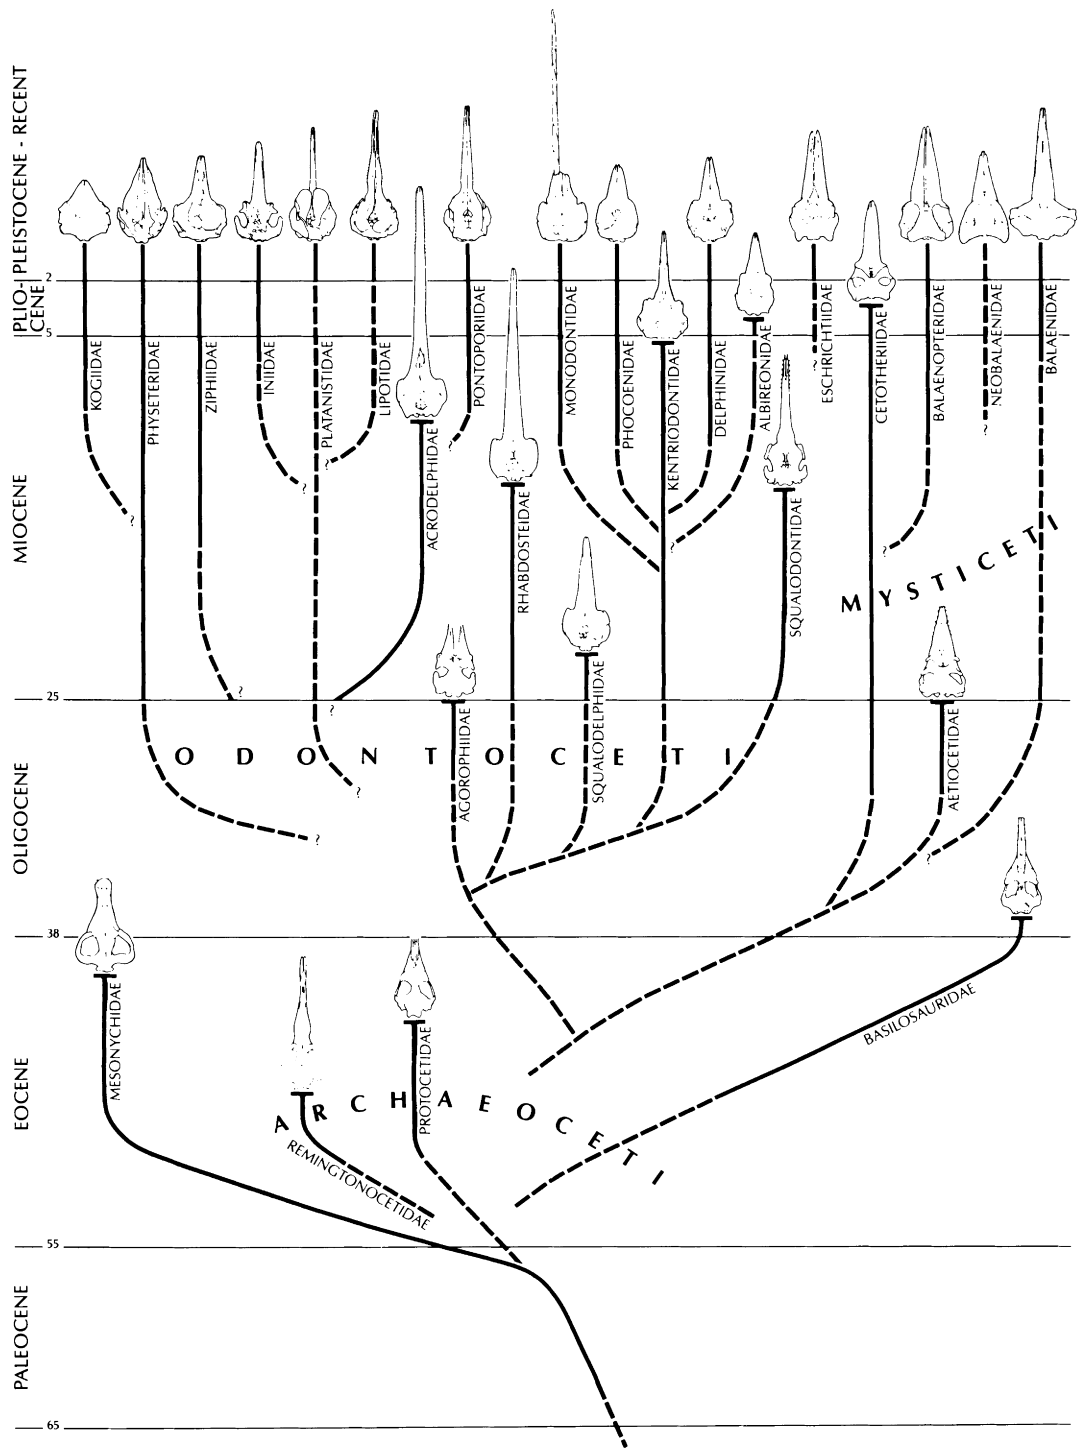 PLIO-PLEISTOCENE - RECENT
PLIO-
CENE
MIOCENE
OLIGOCENE
EOCENE
PALEOCENE
2
5
25
38
55
65
KOGIIDAE
PHYSETERIDAE
ZIPHIIDAE
INIIDAE
PLATANISTIDAE
LIPOTIDAE
ACRODELPHIDAE
PONTOPORIIDAE
RHABDOSTEIDAE
MONODONTIDAE
PHOCOENIDAE
KENTRIODONTIDAE
DELPHINIDAE
ALBIREONIDAE
SQUALODONTIDAE
ESCHRICHTIIDAE
CETOTHERIIDAE
BALAENOPTERIDAE
NEOBALAENIDAE
BALAENIDAE
?
?
?
?
?
?
?
?
?
?
?
?
?
?
MYSTICETI
ODONTOCETI
AGOROPHIIDAE
SQUALODELPHIDAE
AETIOCETIDAE
MESONYCHIDAE
REMINGTONOCETIDAE
PROTOCETIDAE
BASILOSAURIDAE
ARCHAEOCETI